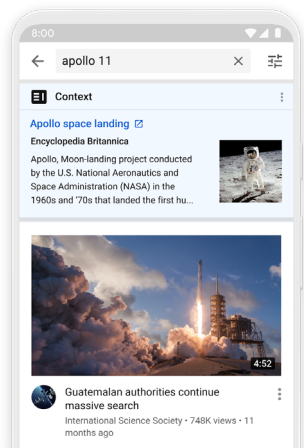 8:00
apollo 11
Context
Apollo space landing
Encyclopedia Britannica
Apollo, Moon-landing project conducted
by the U.S. National Aeronautics and
Space Administration (NASA) in the
1960s and '70s that landed the first hu...
4:52
Guatemalan authorities continue
massive search
International Science Society • 748K views • 11
months ago